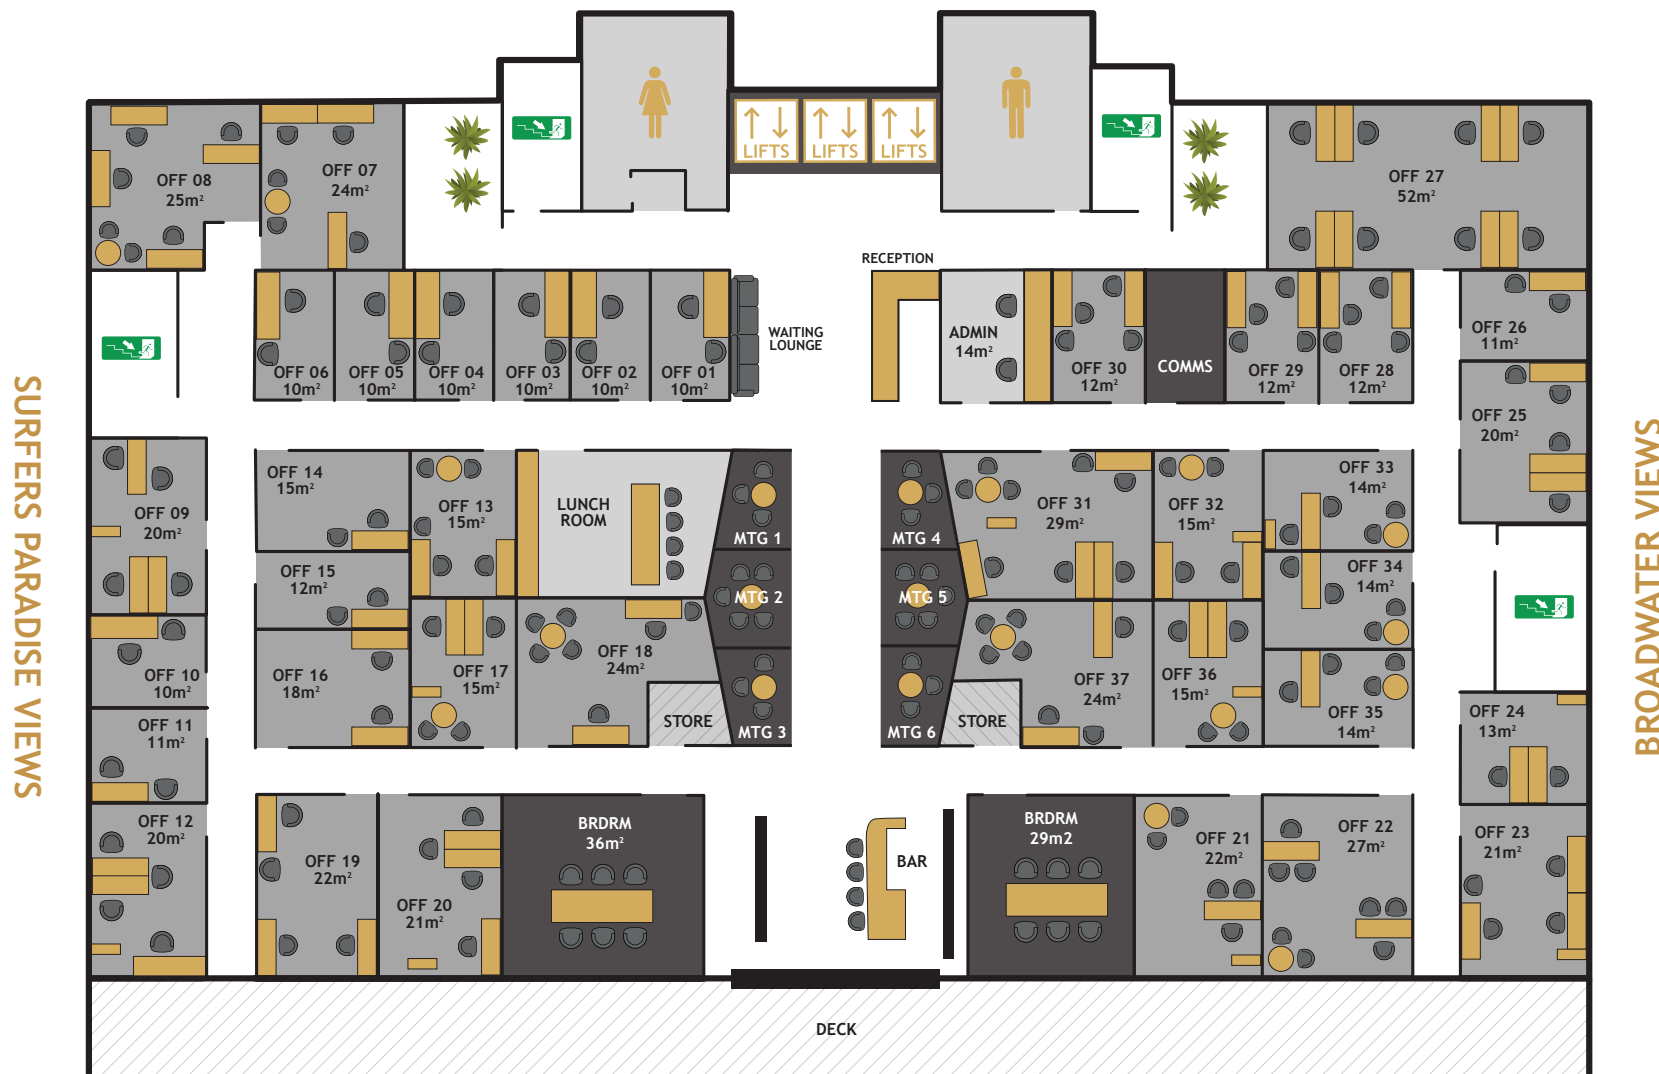 LIFTS
LIFTS
LIFTS
OFF 08
25m²
OFF 07
24m²
OFF 27
52m²
RECEPTION
WAITING
LOUNGE
OFF 06
10m²
OFF 05
10m²
OFF 04
10m²
OFF 03
10m²
OFF 02
10m²
OFF 01
10m²
ADMIN
14m²
OFF 30
12m²
COMMS
OFF 29
12m²
OFF 28
12m²
OFF 26
11m²
OFF 25
20m²
SURFERS PARADISE VIEWS
BROADWATER VIEWS
OFF 09
20m²
OFF 14
15m²
OFF 13
15m²
LUNCH
ROOM
MTG 1
MTG 4
OFF 31
29m²
OFF 32
15m²
OFF 33
14m²
OFF 15
12m²
MTG 2
MTG 5
OFF 34
14m²
OFF 10
10m²
OFF 16
18m²
OFF 17
15m²
OFF 18
24m²
STORE
MTG 3
MTG 6
STORE
OFF 37
24m²
OFF 36
15m²
OFF 35
14m²
OFF 24
13m²
OFF 11
11m²
OFF 12
20m²
OFF 19
22m²
OFF 20
21m²
BRDRM
36m²
BAR
BRDRM
29m2
OFF 21
22m²
OFF 22
27m²
OFF 23
21m²
DECK